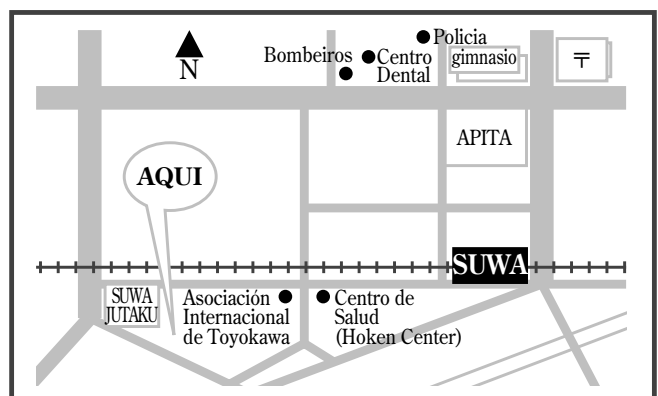 Policia
Bombeiros
Centro
Dental
gimnasio
〒
N
APITA
AQUI
SUWA
SUWA
JUTAKU
Asociación
Internacional
de Toyokawa
Centro de
Salud
(Hoken Center)